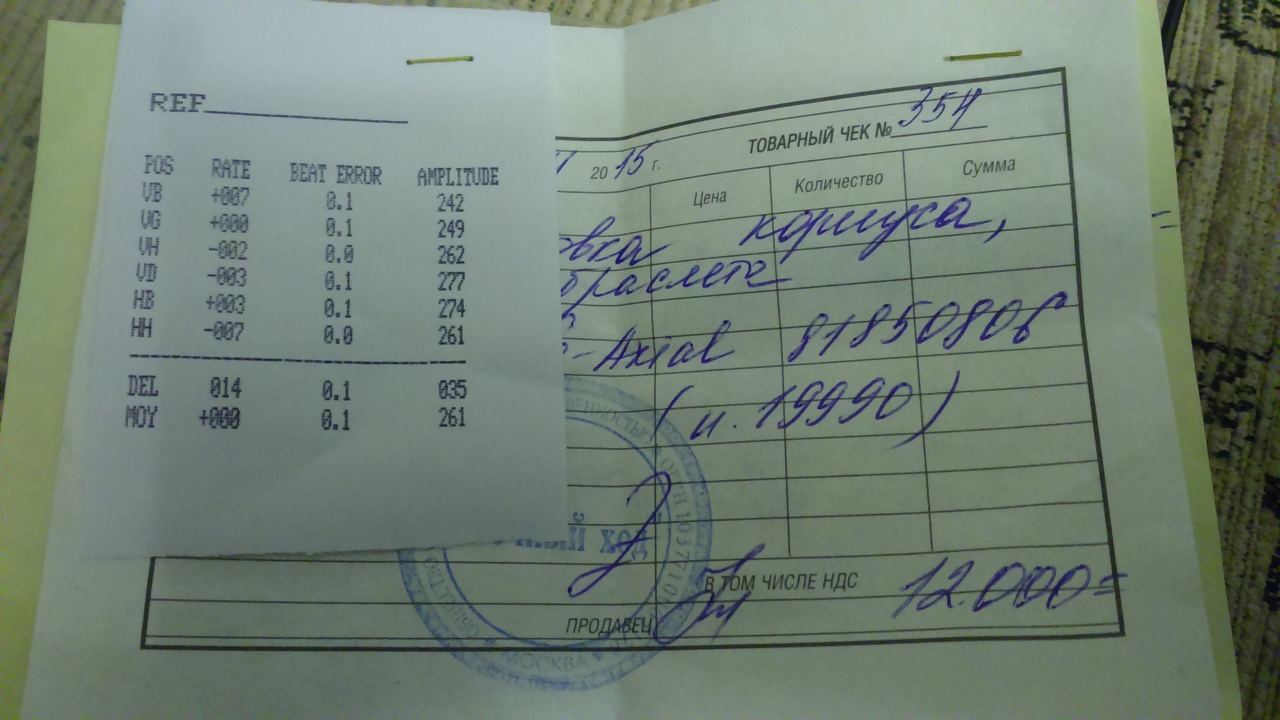 REF
POS RATE BEAT ERROR AMPLITUDE
VB +007 0.1 242
VG +000 0.1 249
VH -002 0.0 262
VD -003 0.1 277
HB +003 0.1 274
HH -007 0.0 261
DEL 014 0.1 035
MOY +000 0.1 261
ТОВАРНЫЙ ЧЕК № 354
2015 г.
Цена Количество Сумма
овка корпуса,
браслета
-Axial 81850806
(и. 19990)
В ТОМ ЧИСЛЕ НДС 12.000=
ПРОДАВЕЦ
ход
МОСКВА